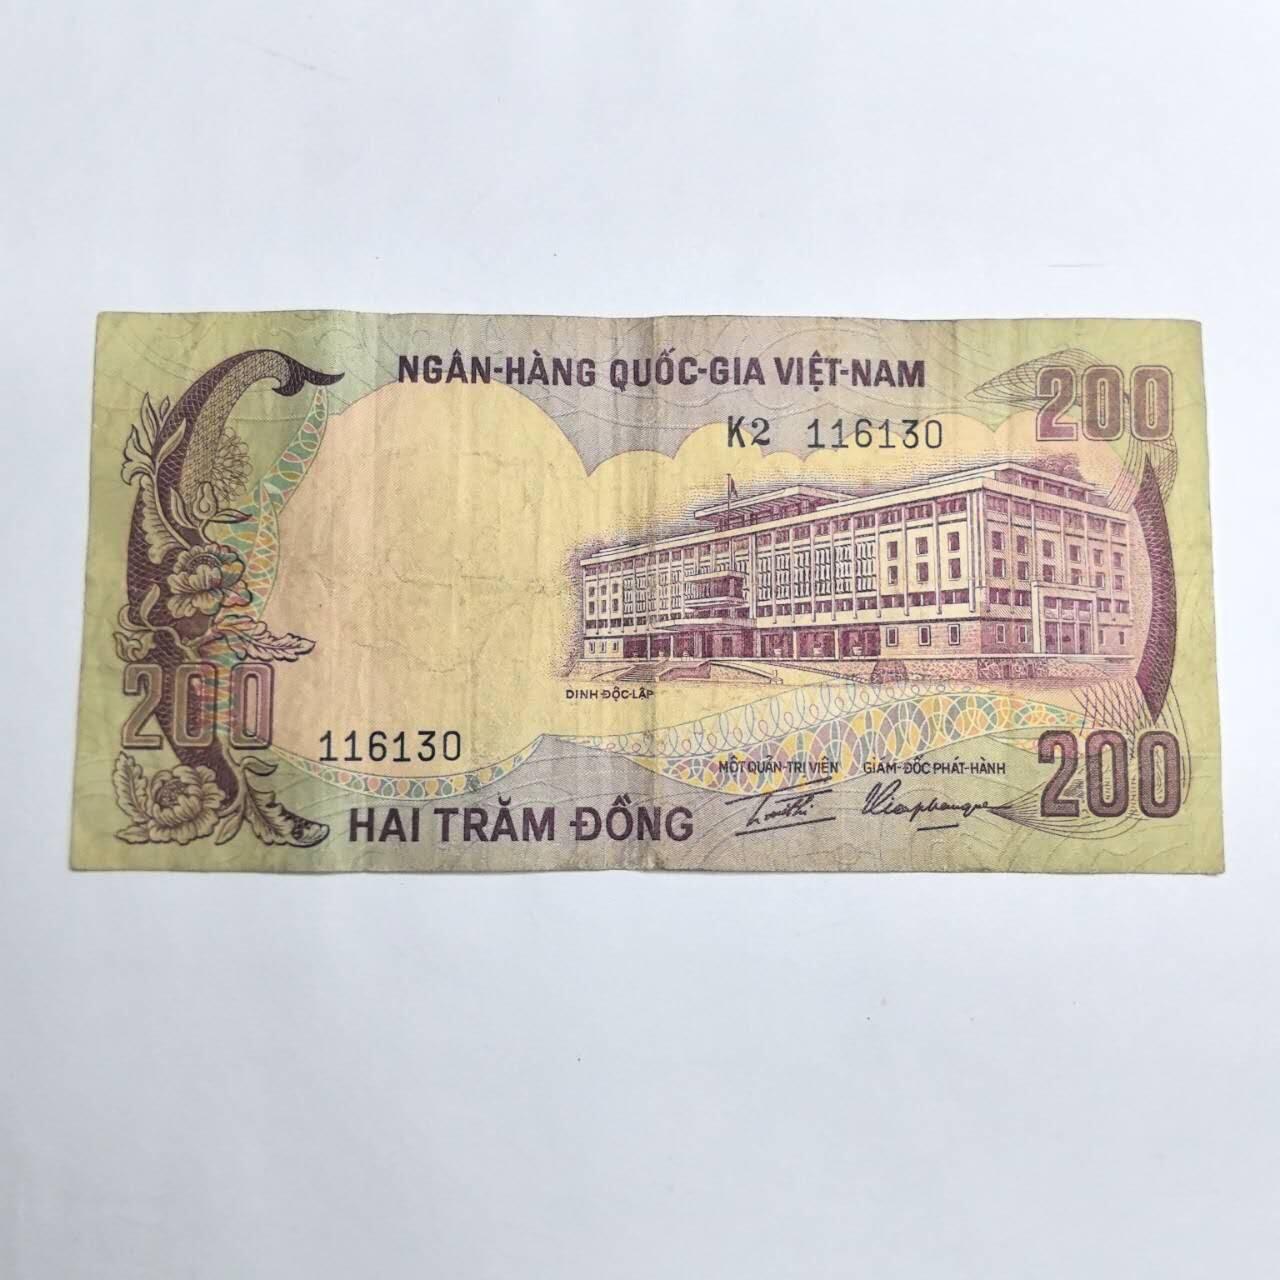 NGÂN-HÀNG QUỐC-GIA VIỆT-NAM
200
K2 116130
DINH ĐỘC-LẬP
200
116130
MỘT QUẢN-TRỊ VIÊN GIÁM-ĐỐC PHÁT-HÀNH
200
HAI TRĂM ĐỒNG